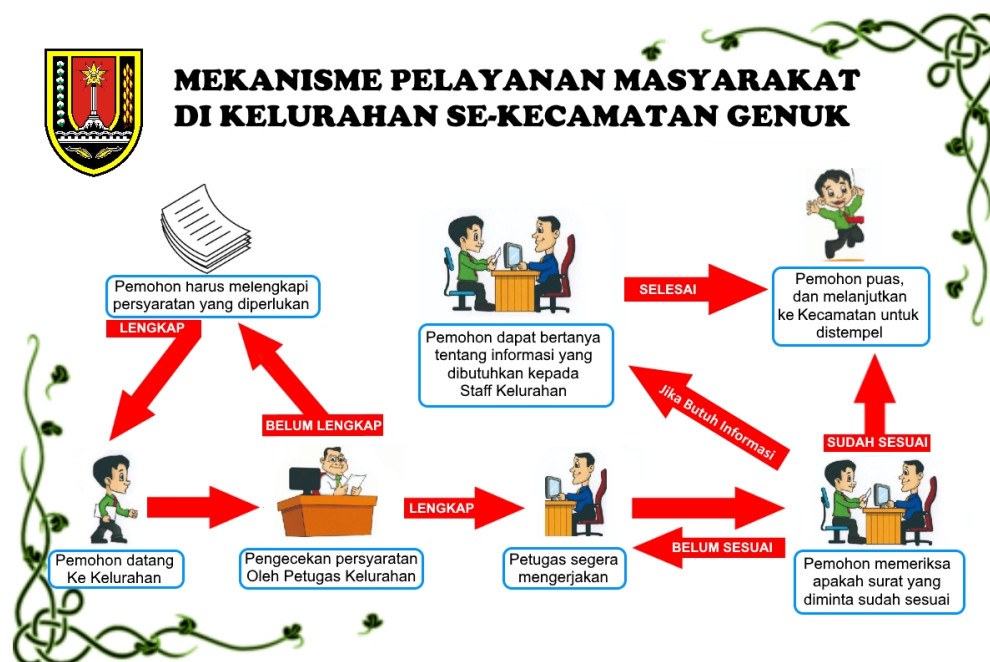 MEKANISME PELAYANAN MASYARAKAT
DI KELURAHAN SE-KECAMATAN GENUK
Pemohon harus melengkapi
persyaratan yang diperlukan
LENGKAP
Pemohon datang
Ke Kelurahan
BELUM LENGKAP
Pengecekan persyaratan
Oleh Petugas Kelurahan
LENGKAP
Petugas segera
mengerjakan
BELUM SESUAI
Pemohon memeriksa
apakah surat yang
diminta sudah sesuai
Jika Butuh Informasi
Pemohon dapat bertanya
tentang informasi yang
dibutuhkan kepada
Staff Kelurahan
SELESAI
SUDAH SESUAI
Pemohon puas,
dan melanjutkan
ke Kecamatan untuk
distempel